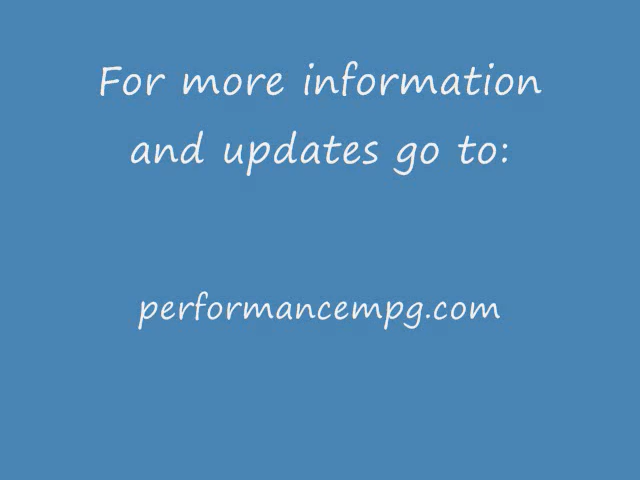 For more information
and updates go to:
performancempg.com